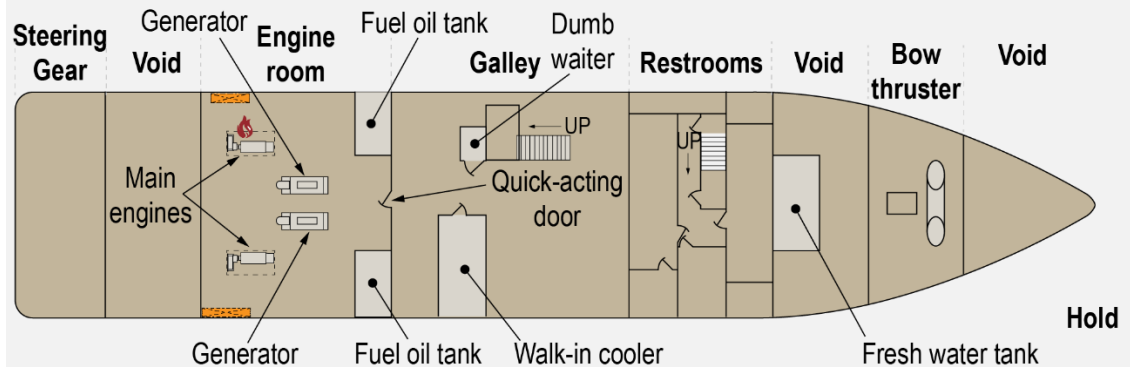 Generator
Fuel oil tank
Dumb
waiter
Steering
Gear
Void
Engine
room
Galley
Restrooms
Void
Bow
thruster
Void
UP
UP
Main
engines
Quick-acting
door
Hold
Generator
Fuel oil tank
Walk-in cooler
Fresh water tank